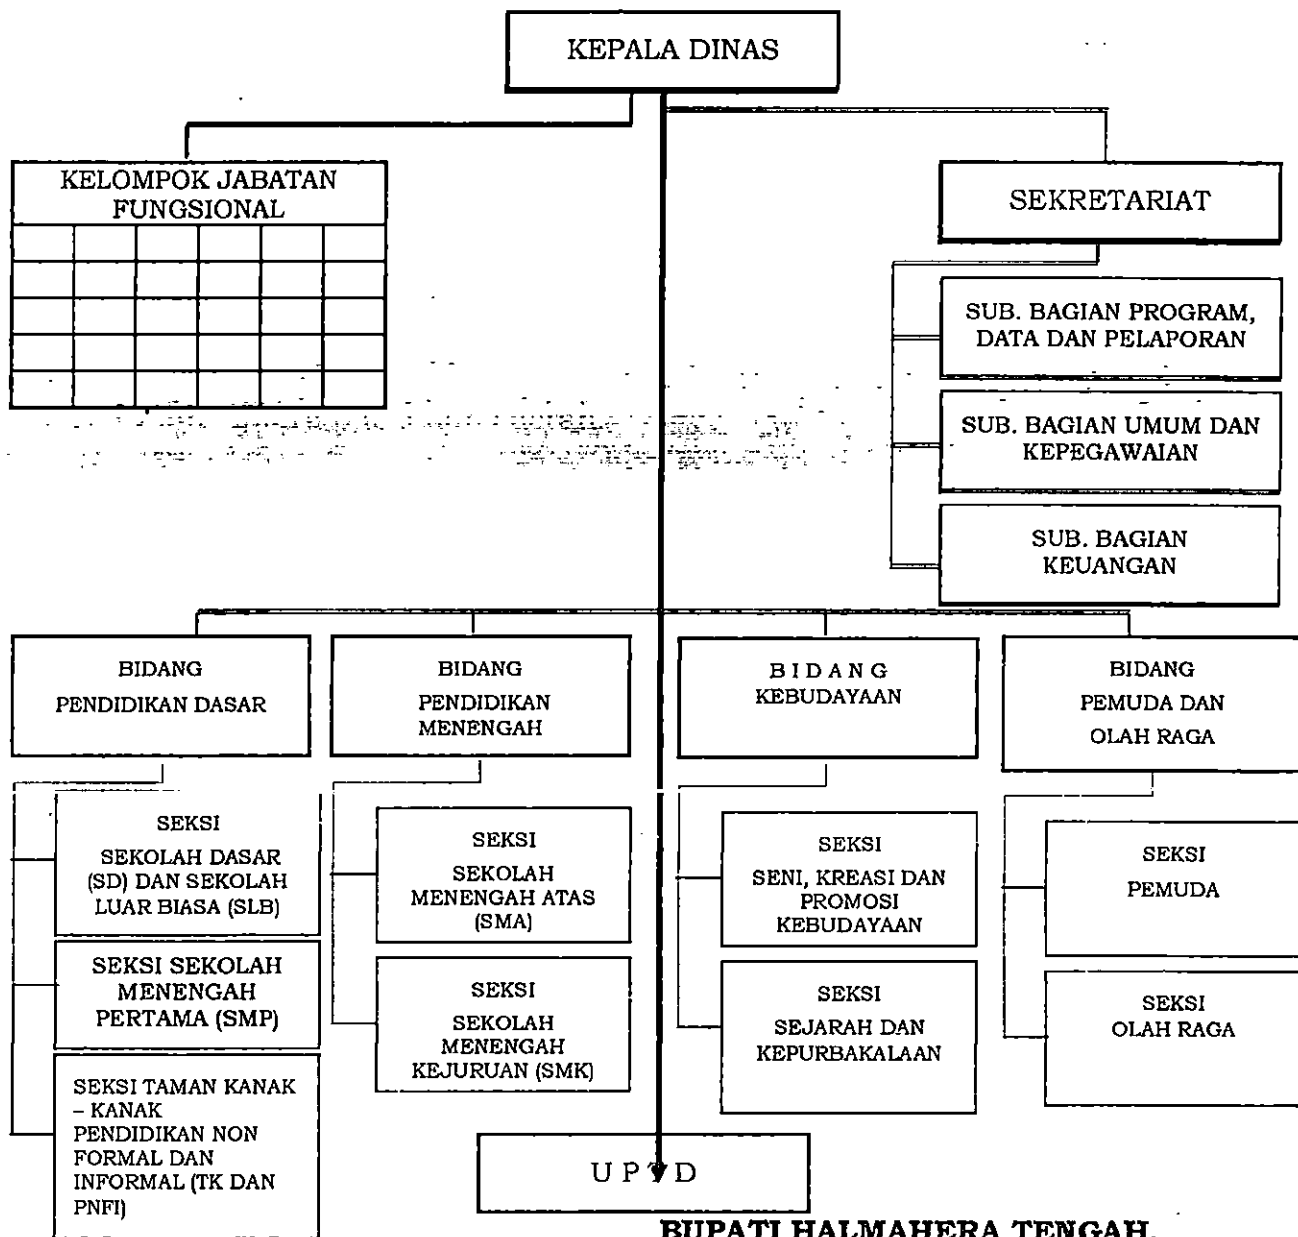 KEPALA DINAS
KELOMPOK JABATAN
FUNGSIONAL
SEKRETARIAT
SUB. BAGIAN PROGRAM,
DATA DAN PELAPORAN
SUB. BAGIAN UMUM DAN
KEPEGAWAIAN
SUB. BAGIAN
KEUANGAN
BIDANG
PENDIDIKAN DASAR
BIDANG
PENDIDIKAN
MENENGAH
B I D A N G
KEBUDAYAAN
BIDANG
PEMUDA DAN
OLAH RAGA
SEKSI
SEKOLAH DASAR
(SD) DAN SEKOLAH
LUAR BIASA (SLB)
SEKSI SEKOLAH
MENENGAH
PERTAMA (SMP)
SEKSI TAMAN KANAK
– KANAK
PENDIDIKAN NON
FORMAL DAN
INFORMAL (TK DAN
PNFI)
SEKSI
SEKOLAH
MENENGAH ATAS
(SMA)
SEKSI
SEKOLAH
MENENGAH
KEJURUAN (SMK)
SEKSI
SENI, KREASI DAN
PROMOSI
KEBUDAYAAN
SEKSI
SEJARAH DAN
KEPURBAKALAAN
SEKSI
PEMUDA
SEKSI
OLAH RAGA
U P T D
BUPATI HALMAHERA TENGAH,